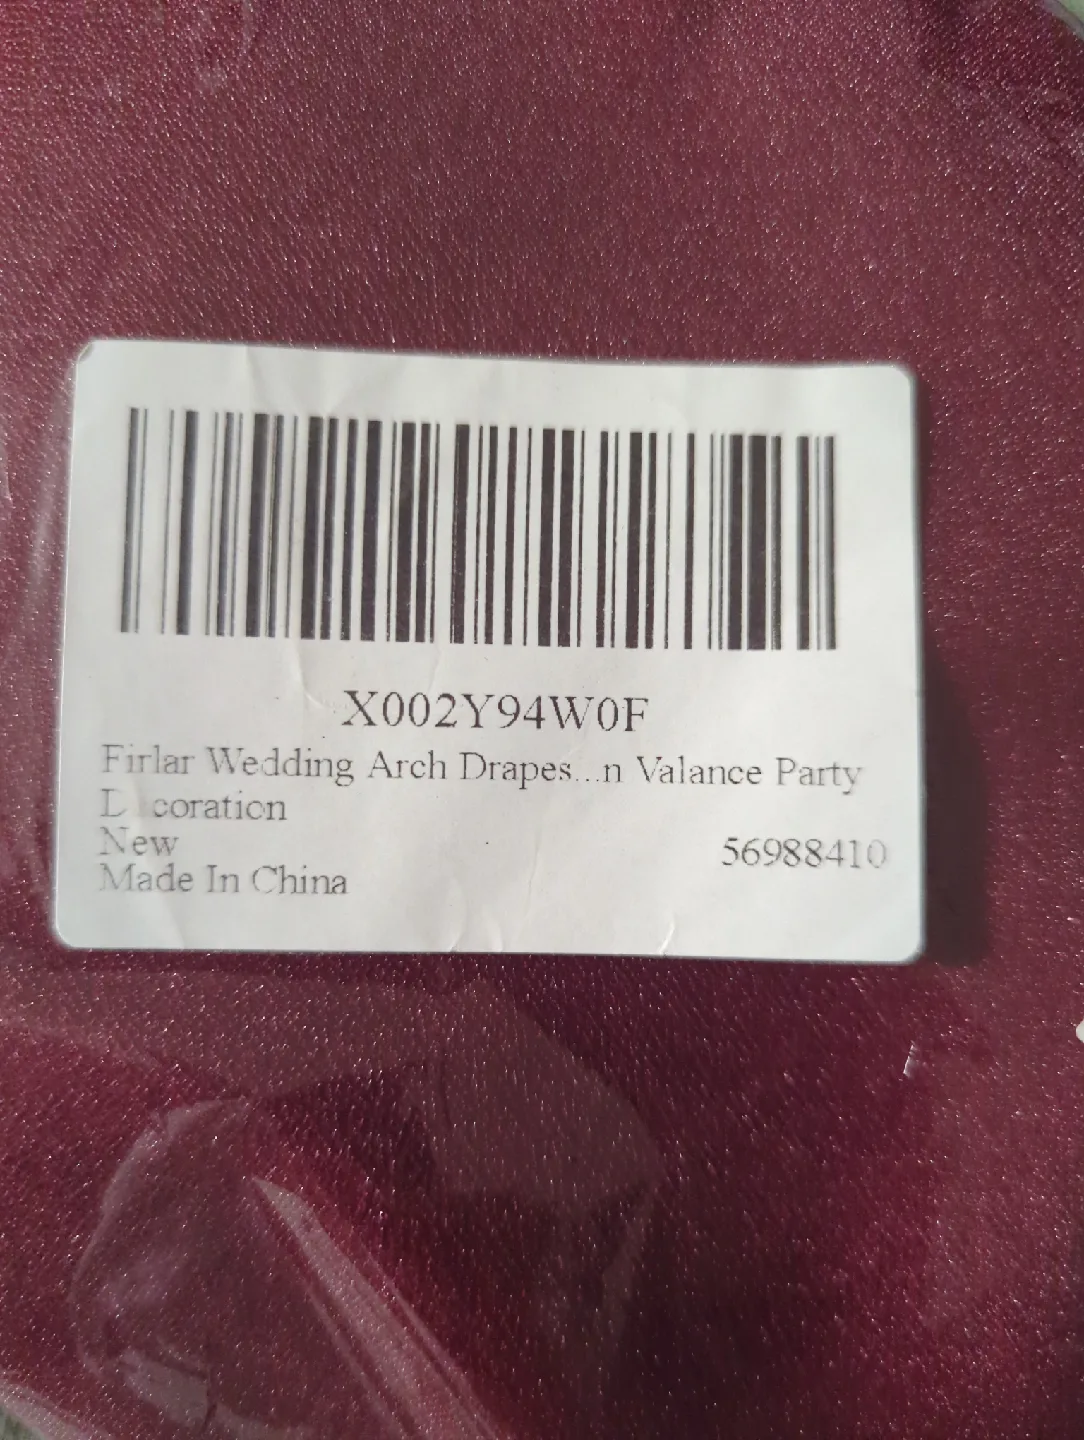 X002Y94W0F
Firlar Wedding Arch Drapes...n Valance Party
D coration
New
56988410
Made In China